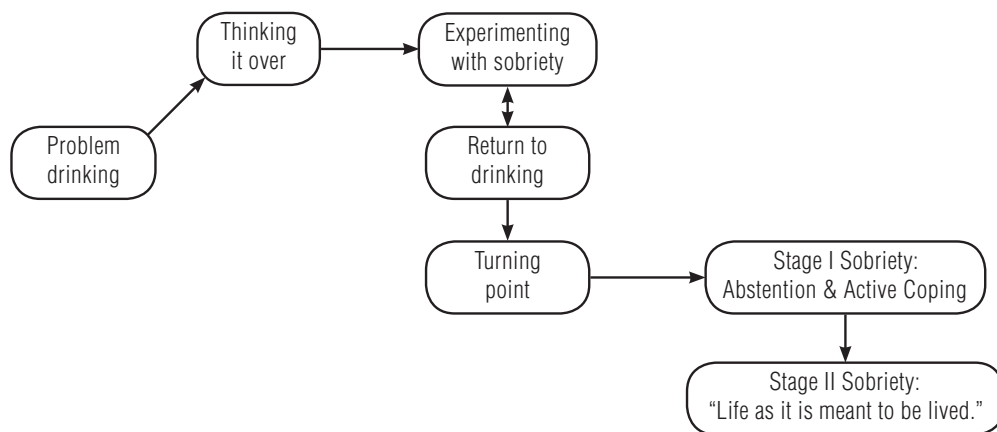 Thinking
it over
Experimenting
with sobriety
Problem
drinking
Return to
drinking
Turning
point
Stage I Sobriety:
Abstention & Active Coping
Stage II Sobriety:
“Life as it is meant to be lived.”